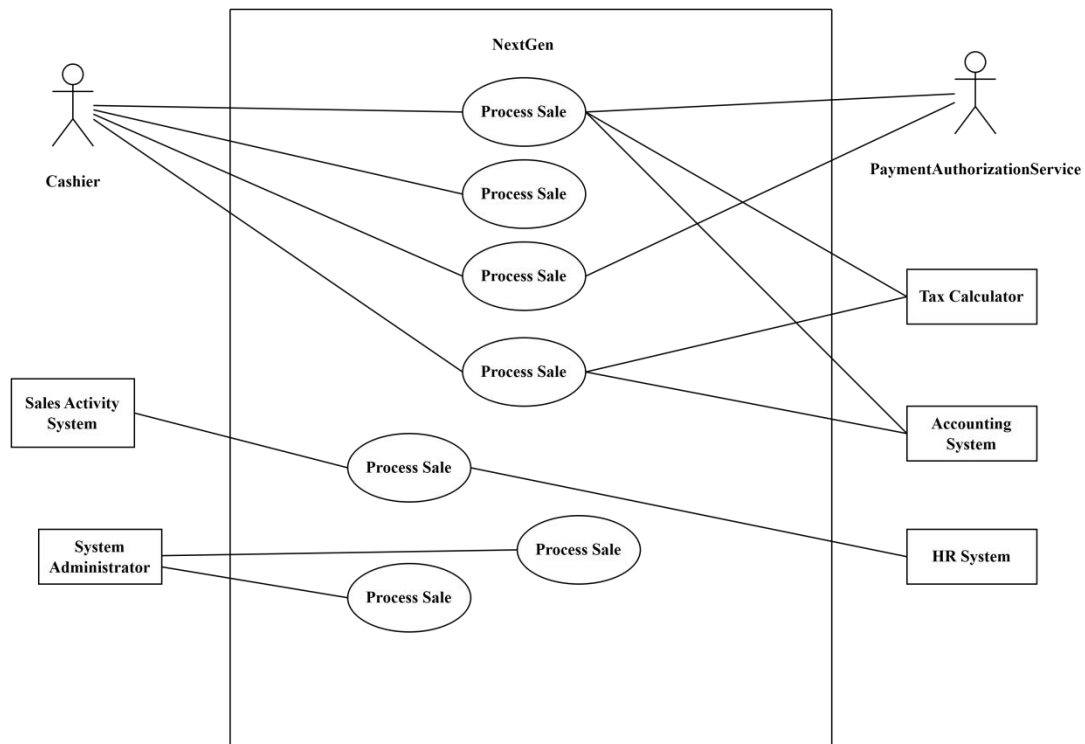 NextGen
Process Sale
Cashier
PaymentAuthorizationService
Process Sale
Process Sale
Tax Calculator
Process Sale
Sales Activity
System
Accounting
System
Process Sale
System
Administrator
Process Sale
HR System
Process Sale